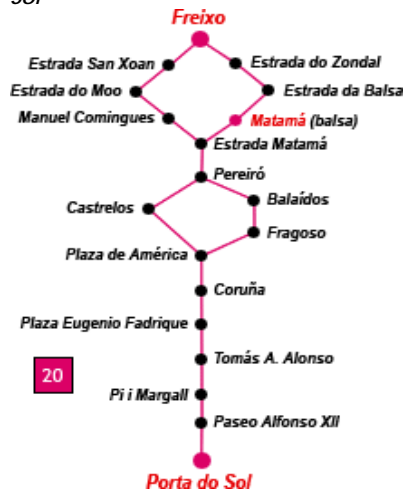 Freixo
Estrada San Xoan
Estrada do Zondal
Estrada do Moo
Estrada da Balsa
Manuel Comingues
Matamá (balsa)
Estrada Matamá
Pereiró
Balaídos
Castrelos
Fragoso
Plaza de América
Coruña
Plaza Eugenio Fadrique
Tomás A. Alonso
20
Pi i Margall
Paseo Alfonso XII
Porta do Sol